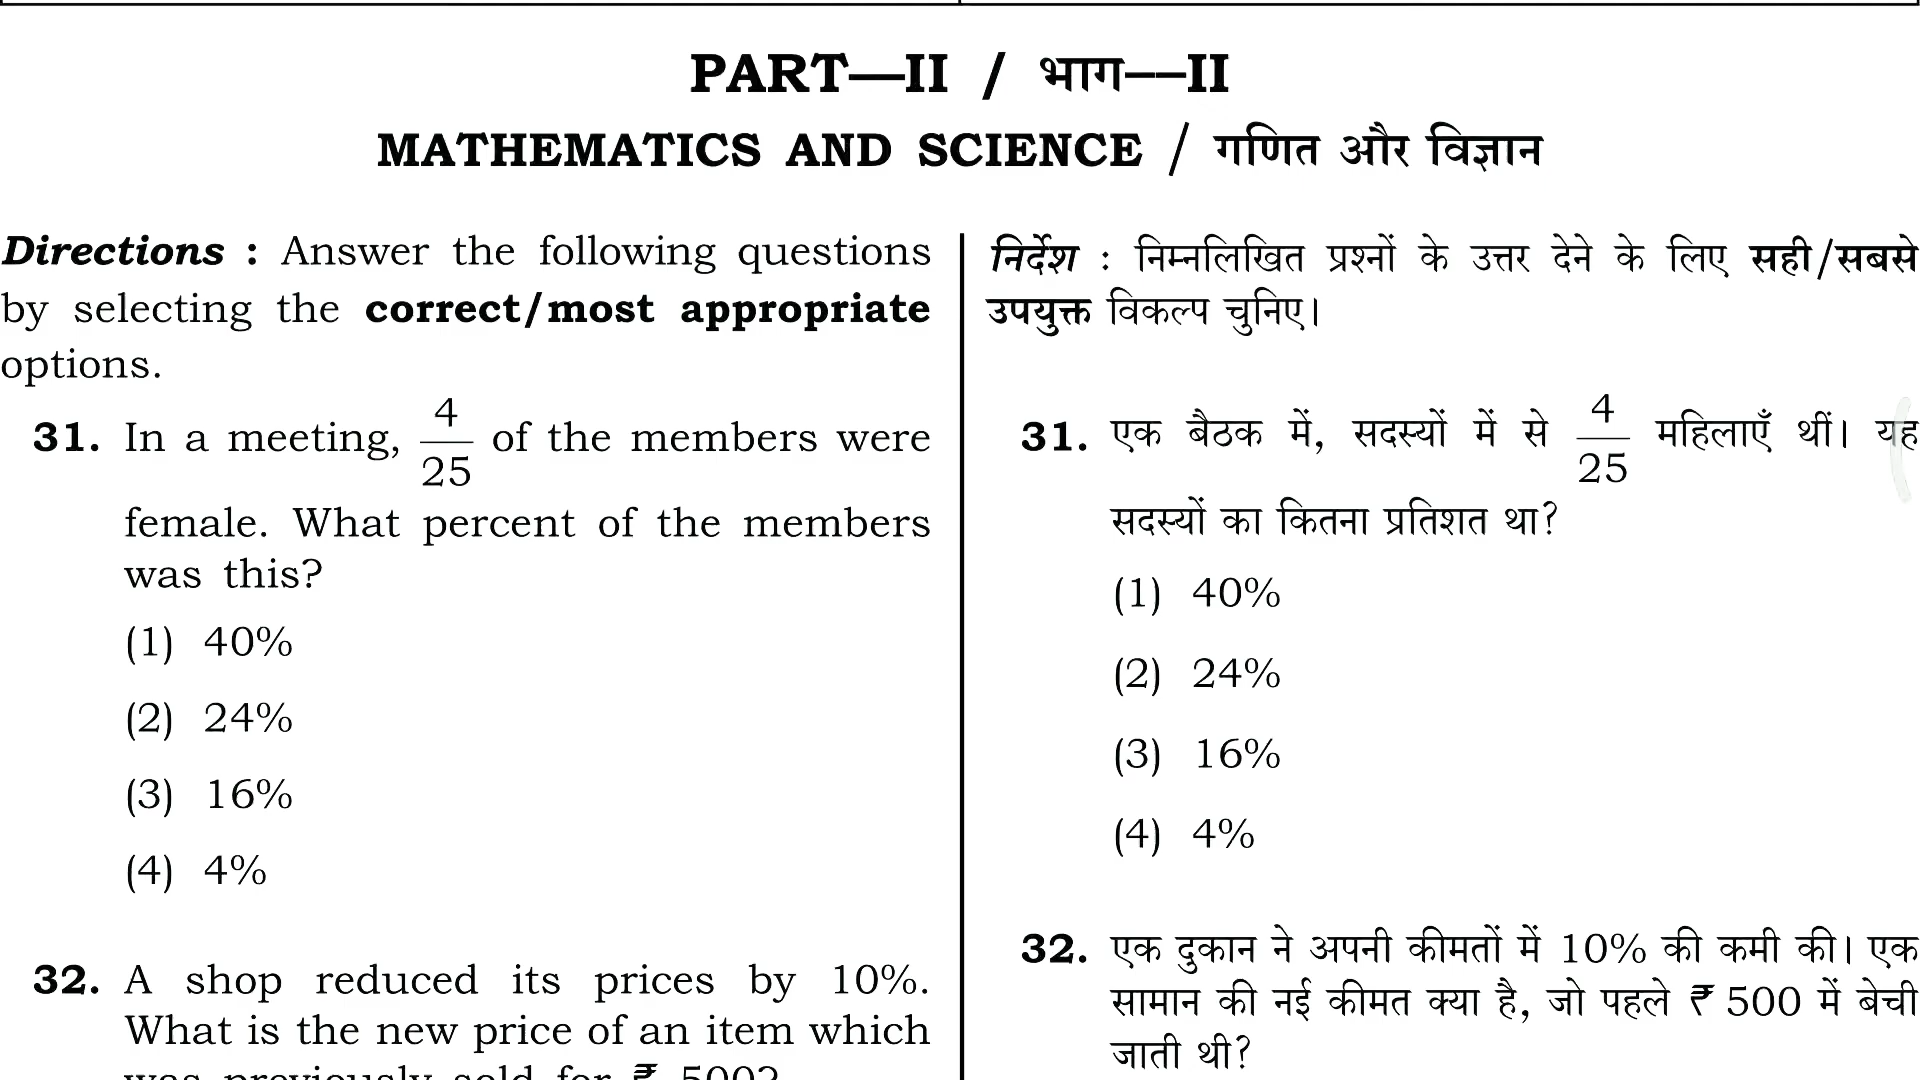 PART—II / भाग—II
MATHEMATICS AND SCIENCE / गणित और विज्ञान
Directions : Answer the following questions
by selecting the correct/most appropriate
options.
31. In a meeting, 4/25 of the members were
female. What percent of the members
was this?
(1) 40%
(2) 24%
(3) 16%
(4) 4%
32. A shop reduced its prices by 10%.
What is the new price of an item which
was previously sold for ₹ 500?
निर्देश : निम्नलिखित प्रश्नों के उत्तर देने के लिए सही/सबसे
उपयुक्त विकल्प चुनिए।
31. एक बैठक में, सदस्यों में से 4/25 महिलाएँ थीं। यह
सदस्यों का कितना प्रतिशत था?
(1) 40%
(2) 24%
(3) 16%
(4) 4%
32. एक दुकान ने अपनी कीमतों में 10% की कमी की। एक
सामान की नई कीमत क्या है, जो पहले ₹ 500 में बेची
जाती थी?